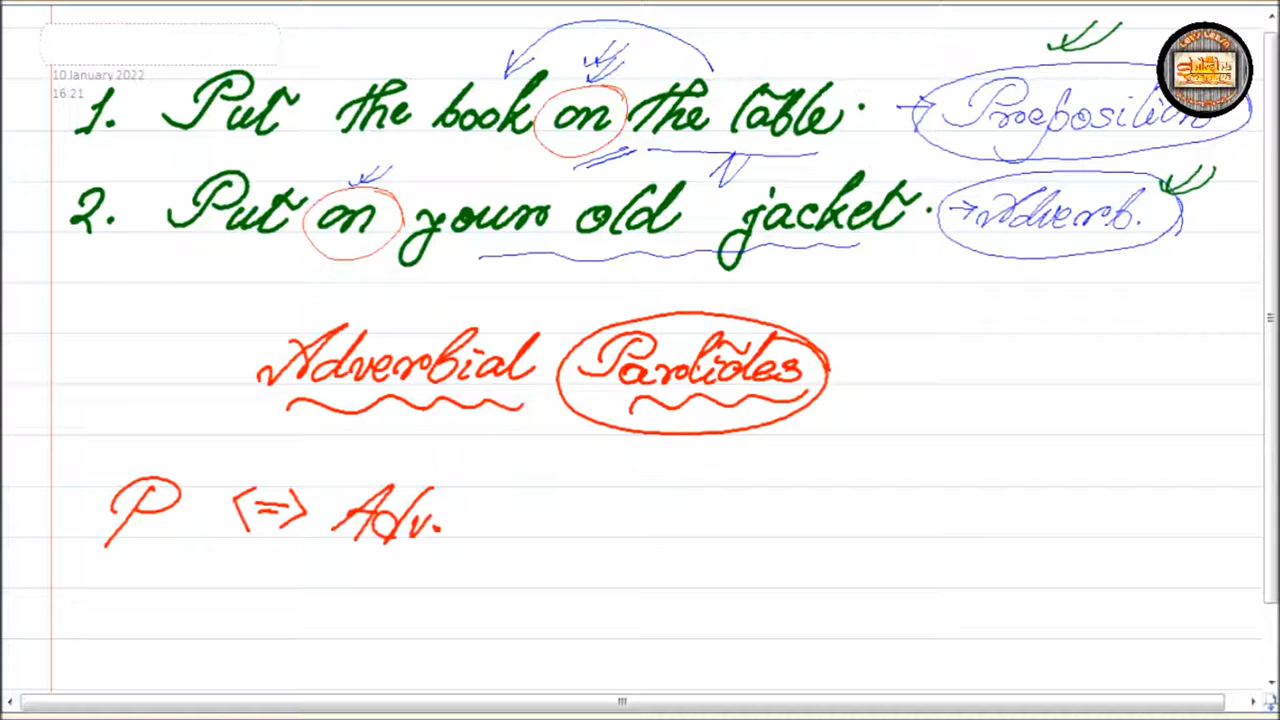 10 January 2022
16:21
1. Put the book on the table. → Preposition
N
2. Put on your old jacket. → Adverb.
Adverbial Particles
P <=> Adv.